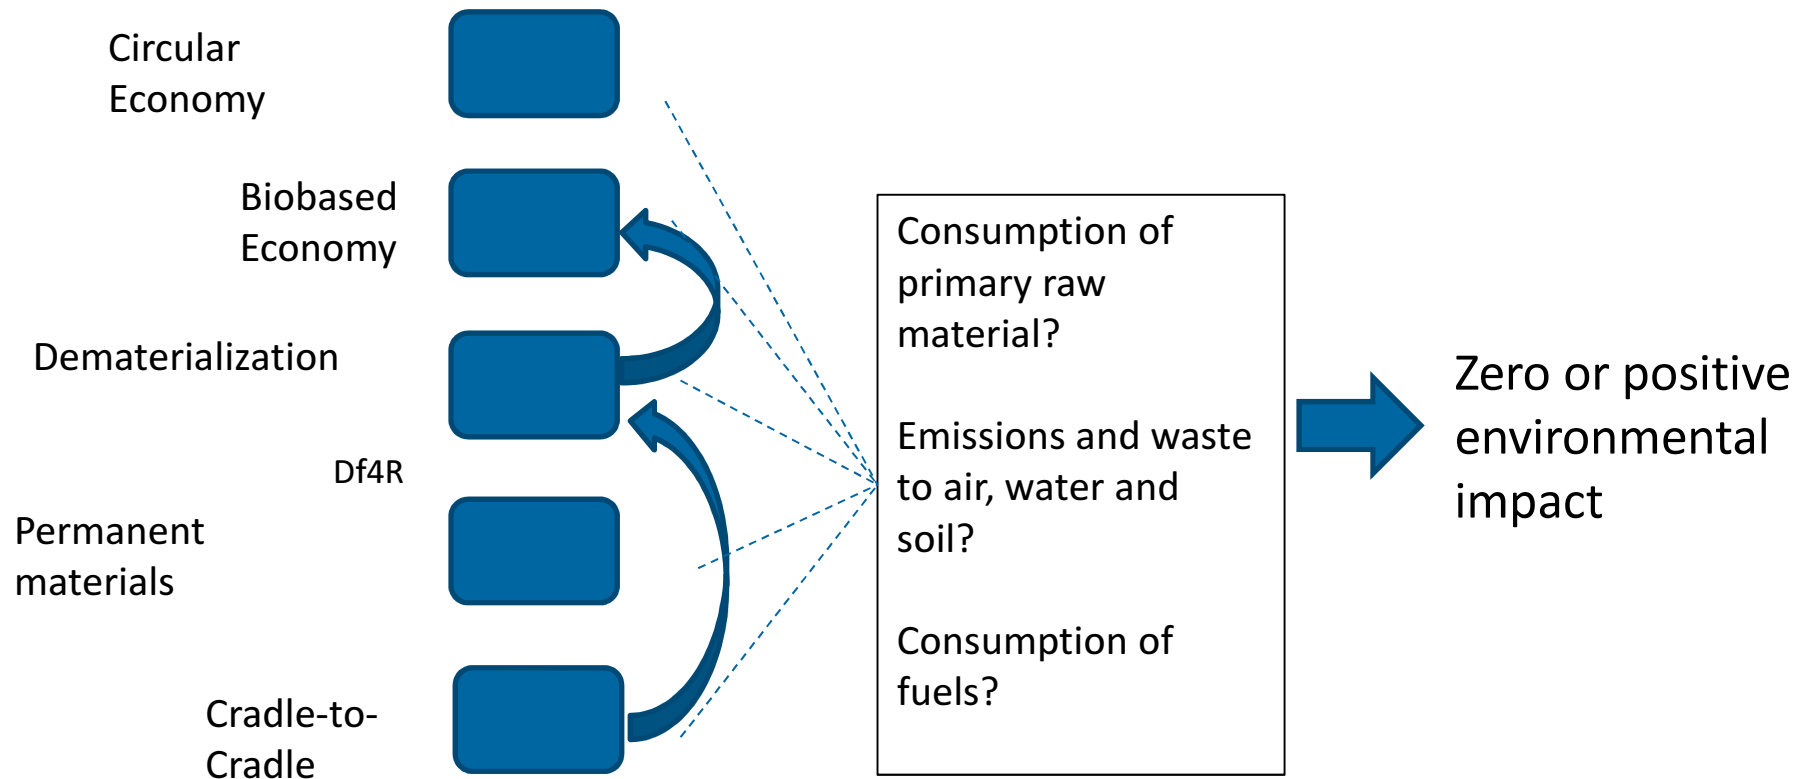 Circular
Economy
Biobased
Economy
Dematerialization
Df4R
Permanent
materials
Cradle-to-
Cradle
Consumption of
primary raw
material?
Emissions and waste
to air, water and
soil?
Consumption of
fuels?
Zero or positive
environmental
impact